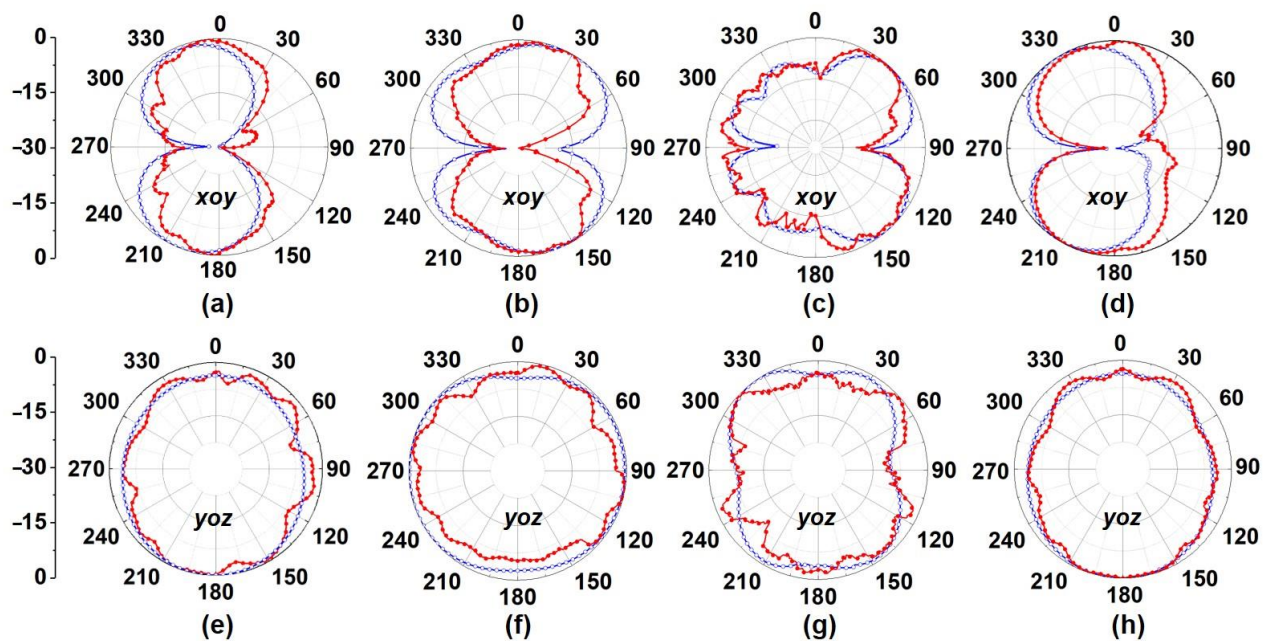 0 0 0 0 0
330 30 330 30 330 30 330 30
−15 300 60 300 60 300 60 300 60
−30 270 90 270 90 270 90 270 90
−15 240 xoy 120 240 xoy 120 240 xoy 120 240 xoy 120
210 150 210 150 210 150 210 150
0 180 180 180 180
(a) (b) (c) (d)
0 0 0 0 0
330 30 330 30 330 30 330 30
−15 300 60 300 60 300 60 300 60
−30 270 90 270 90 270 90 270 90
−15 240 yoz 120 240 yoz 120 240 yoz 120 240 yoz 120
210 150 210 150 210 150 210 150
0 180 180 180 180
(e) (f) (g) (h)